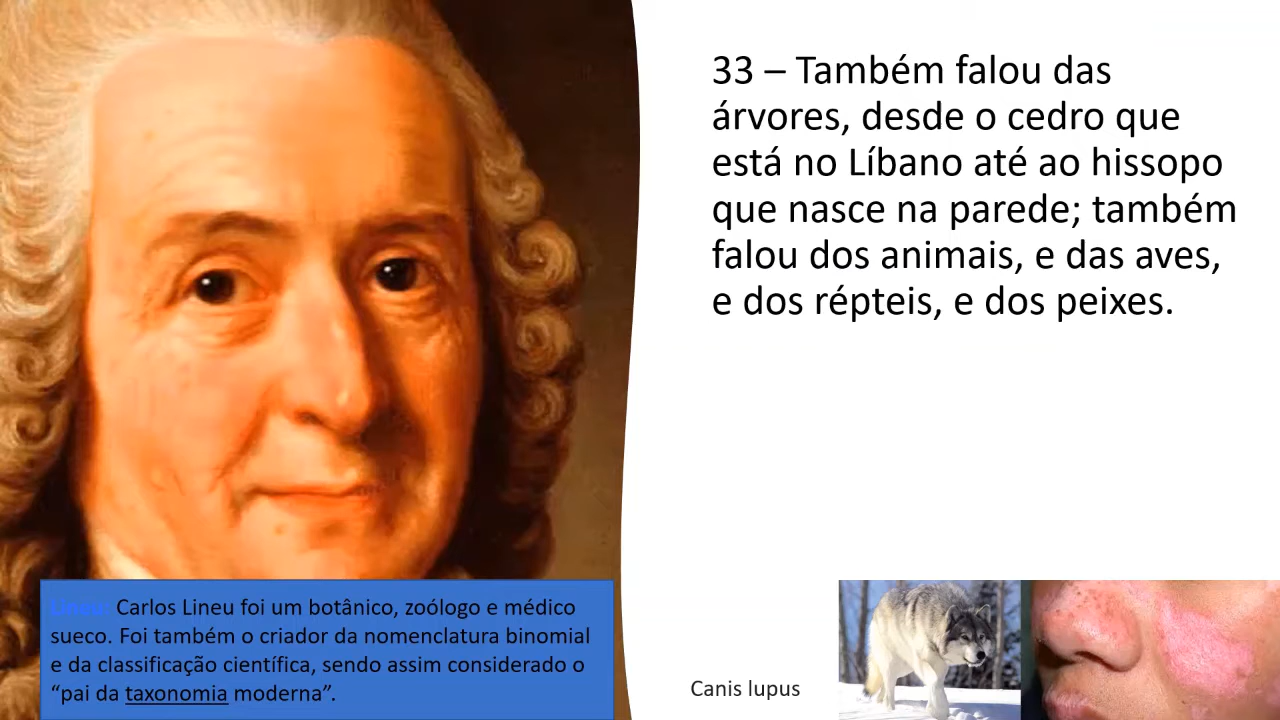 33 – Também falou das
árvores, desde o cedro que
está no Líbano até ao hissopo
que nasce na parede; também
falou dos animais, e das aves,
e dos répteis, e dos peixes.
Lineu: Carlos Lineu foi um botânico, zoólogo e médico
sueco. Foi também o criador da nomenclatura binomial
e da classificação científica, sendo assim considerado o
“pai da taxonomia moderna”.
Canis lupus